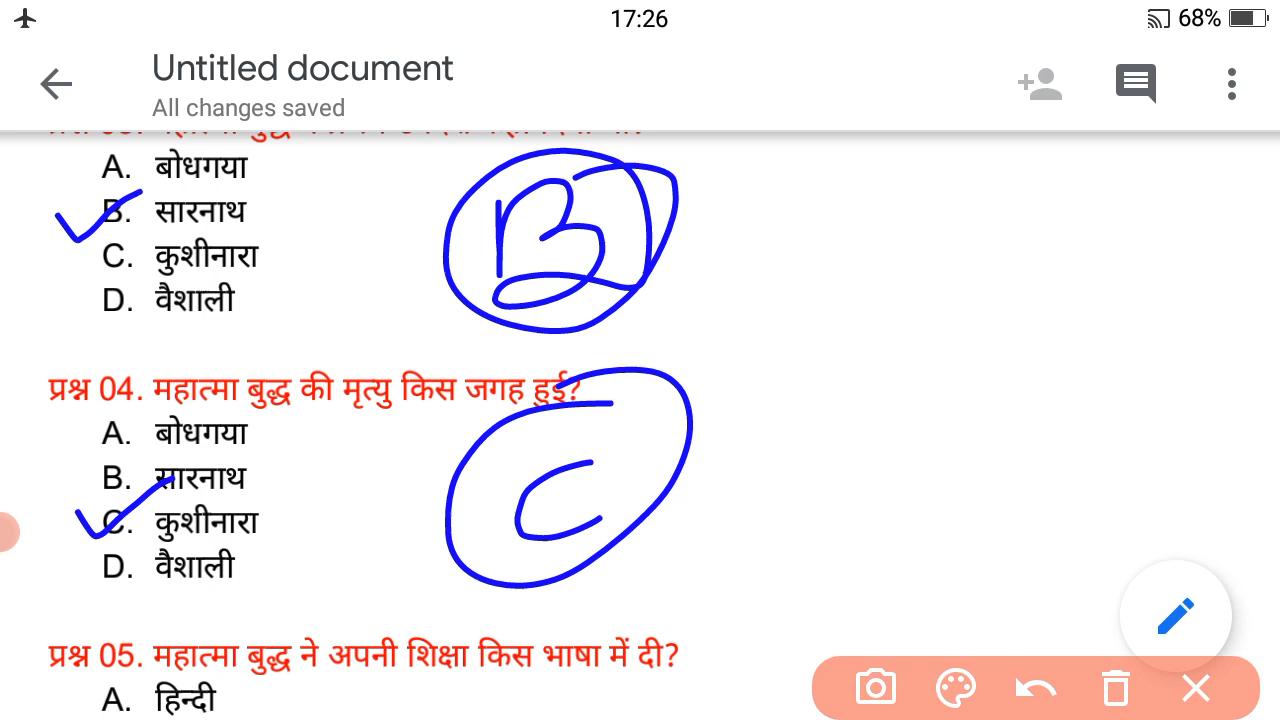 17:26
68%
Untitled document
All changes saved
A. बोधगया
B. सारनाथ
B
C. कुशीनारा
D. वैशाली
प्रश्न 04. महात्मा बुद्ध की मृत्यु किस जगह हुई?
A. बोधगया
B. सारनाथ
C
C. कुशीनारा
D. वैशाली
प्रश्न 05. महात्मा बुद्ध ने अपनी शिक्षा किस भाषा में दी?
A. हिन्दी